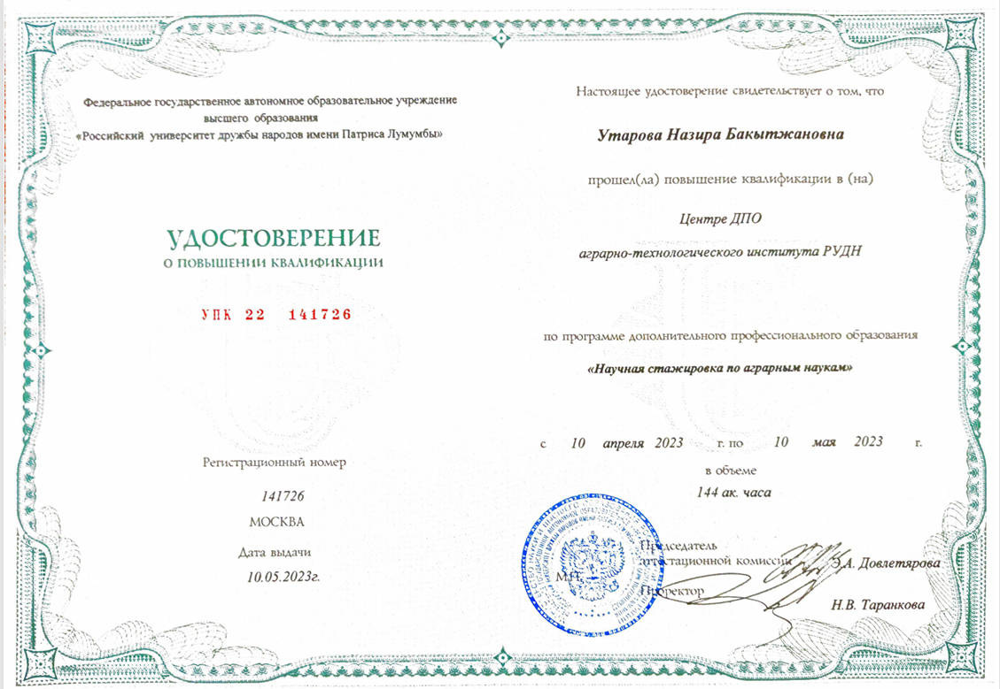 Федеральное государственное автономное образовательное учреждение
высшего образования
«Российский университет дружбы народов имени Патриса Лумумбы»
УДОСТОВЕРЕНИЕ
О ПОВЫШЕНИИ КВАЛИФИКАЦИИ
УПК 22 141726
Регистрационный номер
141726
МОСКВА
Дата выдачи
10.05.2023г.
Настоящее удостоверение свидетельствует о том, что
Утарова Назира Бакытжановна
прошел(ла) повышение квалификации в (на)
Центре ДПО
аграрно-технологического института РУДН
по программе дополнительного профессионального образования
«Научная стажировка по аграрным наукам»
с 10 апреля 2023 г. по 10 мая 2023 г.
в объеме
144 ак. часа
Председатель
аттестационной комиссии Э.А. Довлетярова
М.П.
Проректор
Н.В. Таранкова